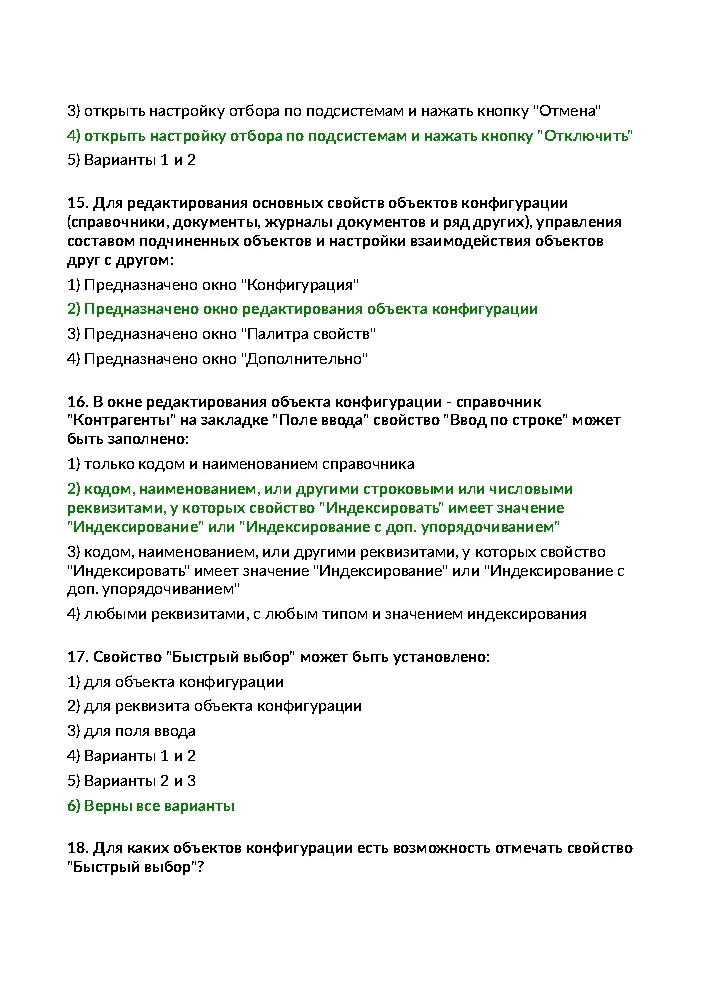 3) открыть настройку отбора по подсистемам и нажать кнопку "Отмена"
4) открыть настройку отбора по подсистемам и нажать кнопку "Отключить"
5) Варианты 1 и 2
15. Для редактирования основных свойств объектов конфигурации
(справочники, документы, журналы документов и ряд других), управления
составом подчиненных объектов и настройки взаимодействия объектов
друг с другом:
1) Предназначено окно "Конфигурация"
2) Предназначено окно редактирования объекта конфигурации
3) Предназначено окно "Палитра свойств"
4) Предназначено окно "Дополнительно"
16. В окне редактирования объекта конфигурации - справочник
"Контрагенты" на закладке "Поле ввода" свойство "Ввод по строке" может
быть заполнено:
1) только кодом и наименованием справочника
2) кодом, наименованием, или другими строковыми или числовыми
реквизитами, у которых свойство "Индексировать" имеет значение
"Индексирование" или "Индексирование с доп. упорядочиванием"
3) кодом, наименованием, или другими реквизитами, у которых свойство
"Индексировать" имеет значение "Индексирование" или "Индексирование с
доп. упорядочиванием"
4) любыми реквизитами, с любым типом и значением индексирования
17. Свойство "Быстрый выбор" может быть установлено:
1) для объекта конфигурации
2) для реквизита объекта конфигурации
3) для поля ввода
4) Варианты 1 и 2
5) Варианты 2 и 3
6) Верны все варианты
18. Для каких объектов конфигурации есть возможность отмечать свойство
"Быстрый выбор"?